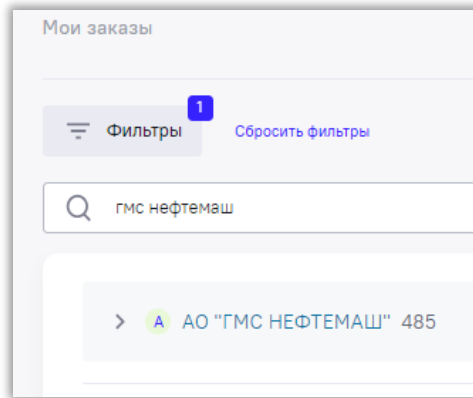 Мои заказы
1
Фильтры Сбросить фильтры
гмс нефтемаш
А АО "ГМС НЕФТЕМАШ" 485